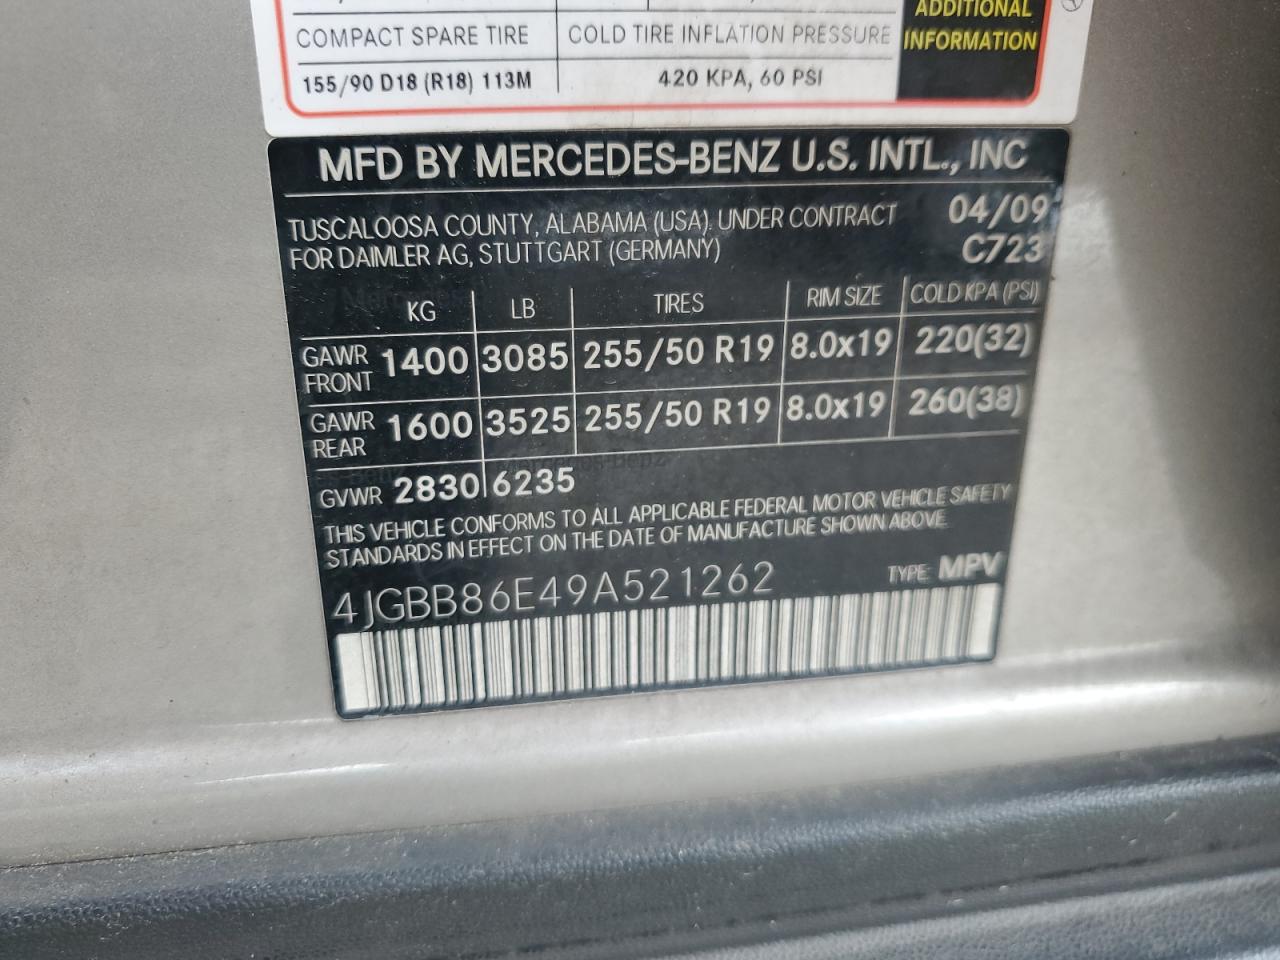 ADDITIONAL
COMPACT SPARE TIRE COLD TIRE INFLATION PRESSURE INFORMATION
155/90 D18 (R18) 113M 420 KPA, 60 PSI
MFD BY MERCEDES-BENZ U.S. INTL., INC
TUSCALOOSA COUNTY, ALABAMA (USA). UNDER CONTRACT 04/09
FOR DAIMLER AG, STUTTGART (GERMANY) C723
KG LB TIRES RIM SIZE COLD KPA (PSI)
GAWR FRONT 1400 3085 255/50 R19 8.0x19 220(32)
GAWR REAR 1600 3525 255/50 R19 8.0x19 260(38)
GVWR 2830 6235
THIS VEHICLE CONFORMS TO ALL APPLICABLE FEDERAL MOTOR VEHICLE SAFETY
STANDARDS IN EFFECT ON THE DATE OF MANUFACTURE SHOWN ABOVE.
4JGBB86E49A521262 TYPE: MPV